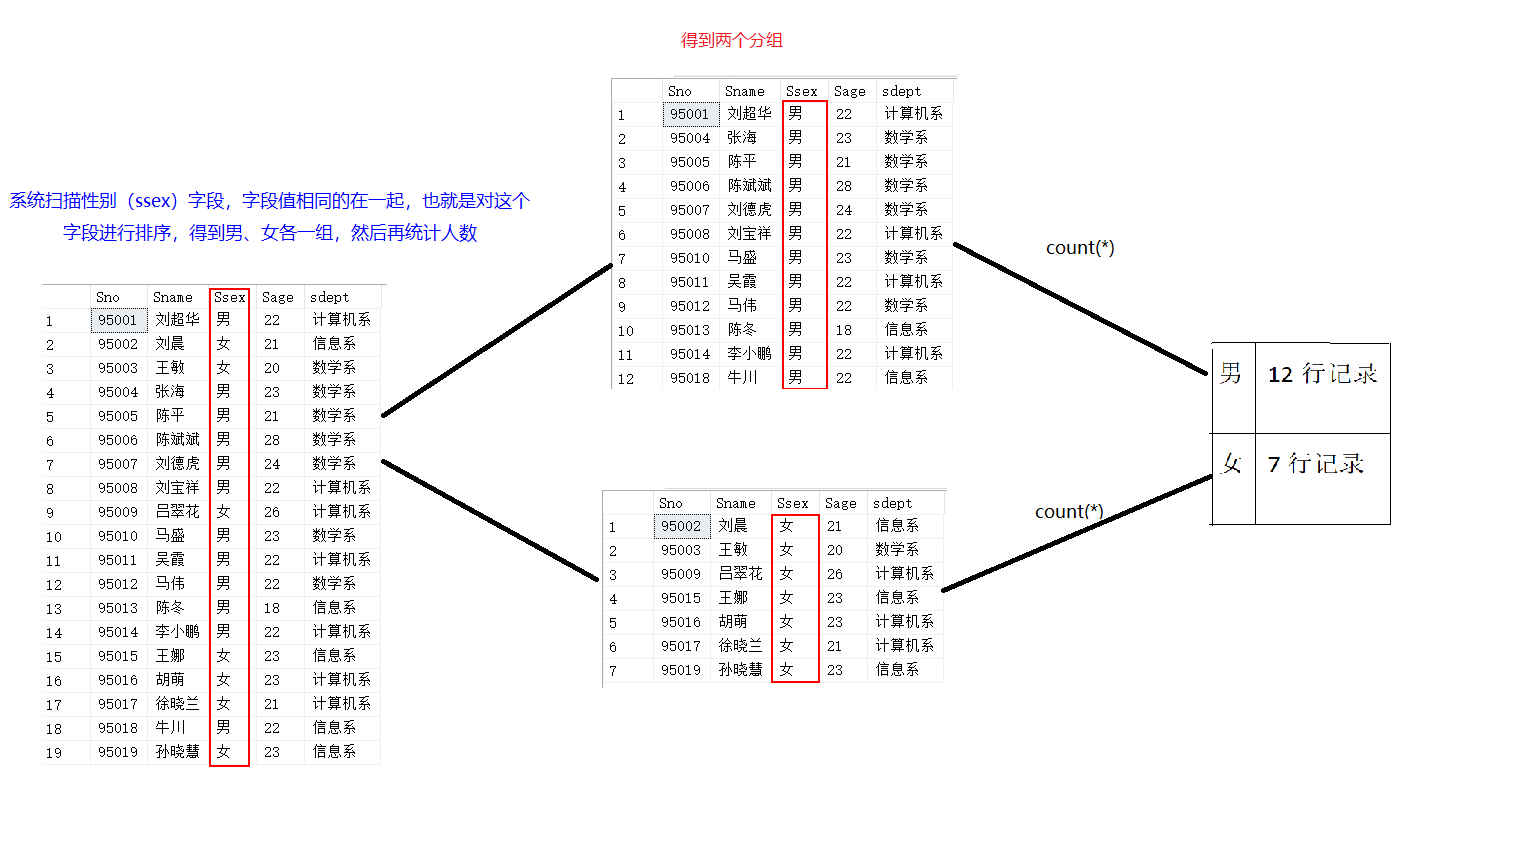 得到两个分组
Sno Sname Ssex Sage sdept
1 95001 刘超华 男 22 计算机系
2 95004 张海 男 23 数学系
3 95005 陈平 男 21 数学系
4 95006 陈斌斌 男 28 数学系
5 95007 刘德虎 男 24 数学系
6 95008 刘宝祥 男 22 计算机系
7 95010 马盛 男 23 数学系
8 95011 吴霞 男 22 计算机系
9 95012 马伟 男 22 数学系
10 95013 陈冬 男 18 信息系
11 95014 李小鹏 男 22 计算机系
12 95018 牛川 男 22 信息系
系统扫描性别（ssex）字段，字段值相同的在一起，也就是对这个
字段进行排序，得到男、女各一组，然后再统计人数
Sno Sname Ssex Sage sdept
1 95001 刘超华 男 22 计算机系
2 95002 刘晨 女 21 信息系
3 95003 王敏 女 20 数学系
4 95004 张海 男 23 数学系
5 95005 陈平 男 21 数学系
6 95006 陈斌斌 男 28 数学系
7 95007 刘德虎 男 24 数学系
8 95008 刘宝祥 男 22 计算机系
9 95009 吕翠花 女 26 计算机系
10 95010 马盛 男 23 数学系
11 95011 吴霞 男 22 计算机系
12 95012 马伟 男 22 数学系
13 95013 陈冬 男 18 信息系
14 95014 李小鹏 男 22 计算机系
15 95015 王娜 女 23 信息系
16 95016 胡萌 女 23 计算机系
17 95017 徐晓兰 女 21 计算机系
18 95018 牛川 男 22 信息系
19 95019 孙晓慧 女 23 信息系
Sno Sname Ssex Sage sdept
1 95002 刘晨 女 21 信息系
2 95003 王敏 女 20 数学系
3 95009 吕翠花 女 26 计算机系
4 95015 王娜 女 23 信息系
5 95016 胡萌 女 23 计算机系
6 95017 徐晓兰 女 21 计算机系
7 95019 孙晓慧 女 23 信息系
count(*)
count(*)
男 12 行记录
女 7 行记录